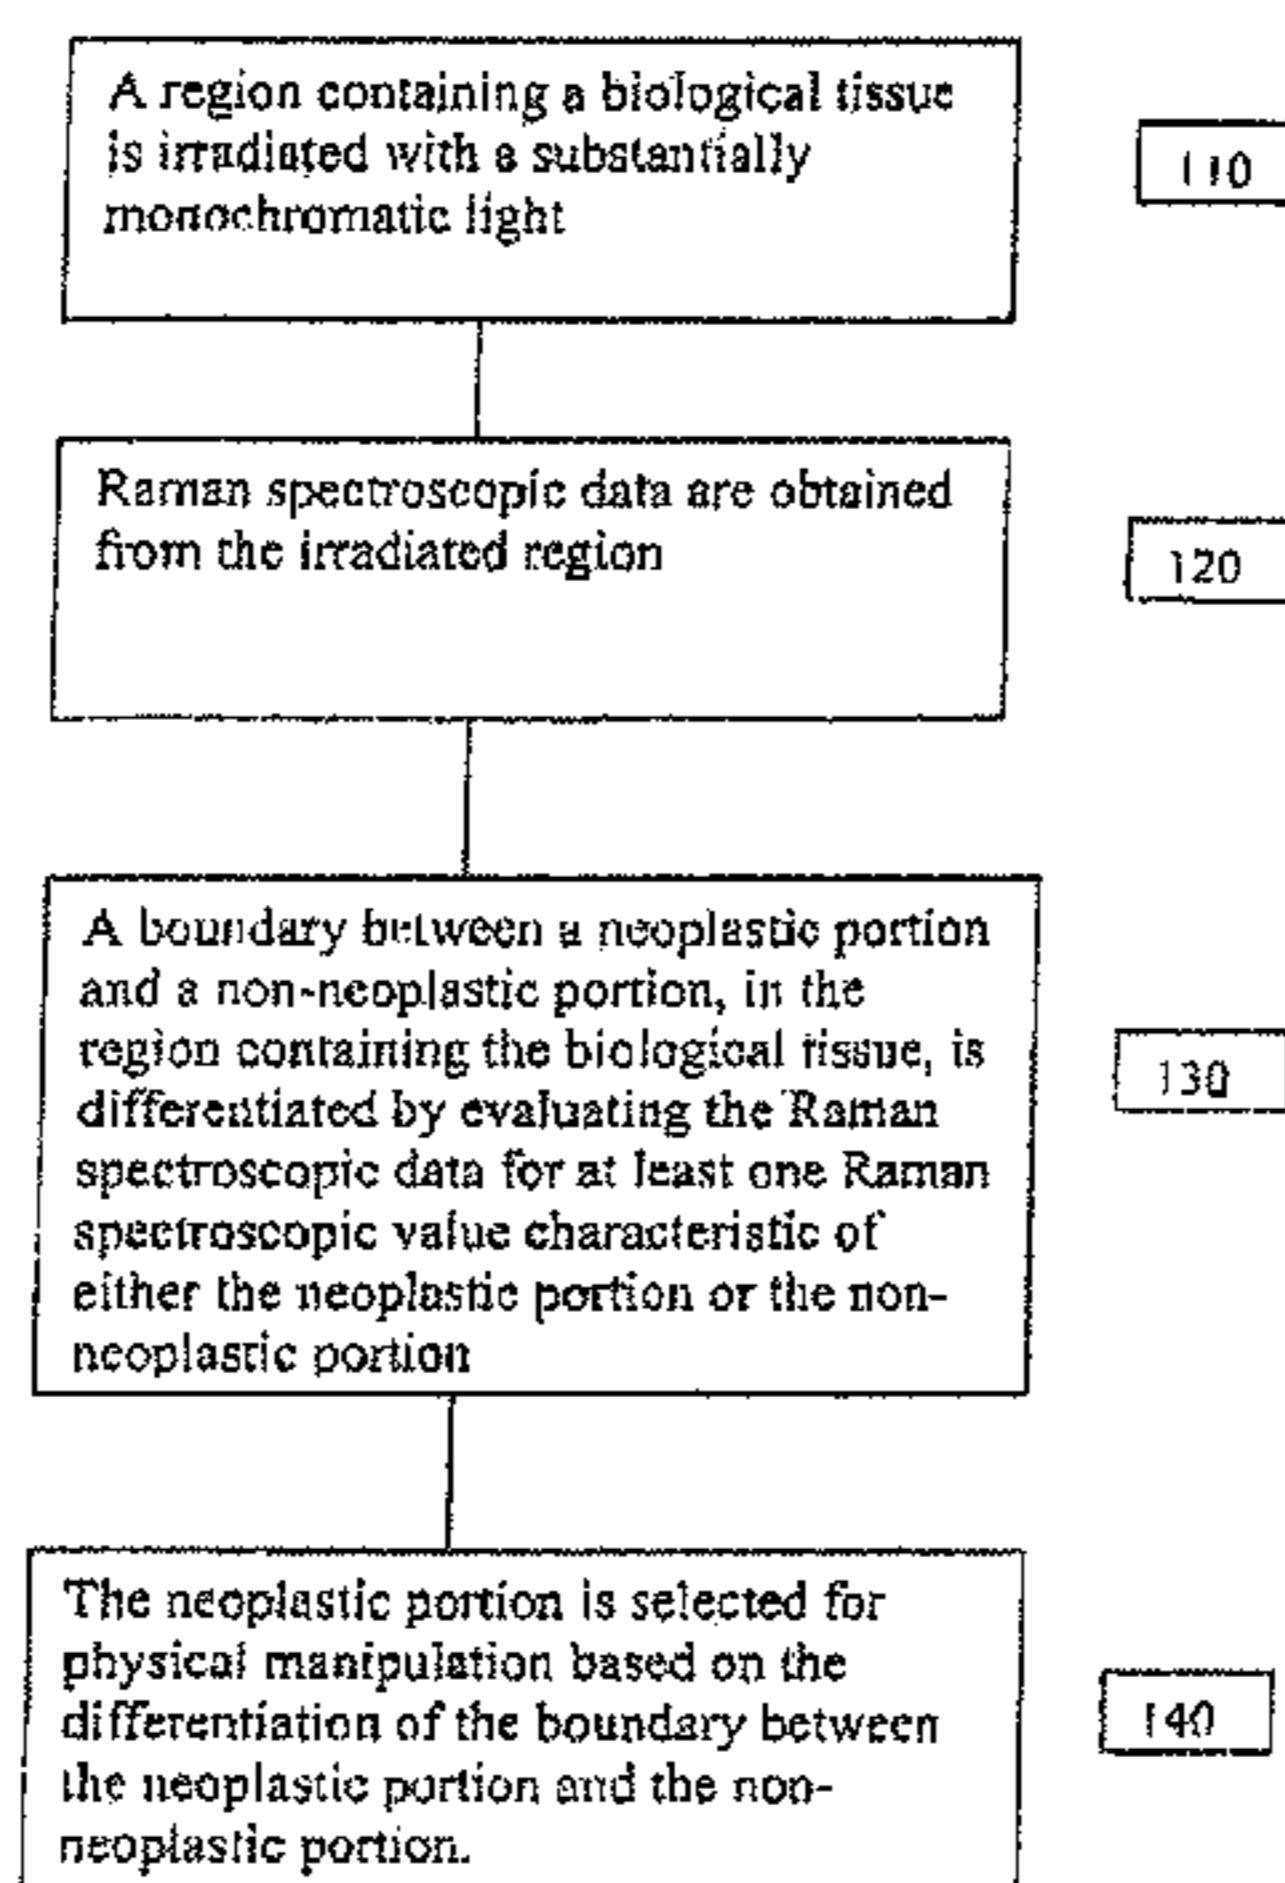 A region containing a biological tissue
is irradiated with a substantially
monochromatic light
110
Raman spectroscopic data are obtained
from the irradiated region
120
A boundary between a neoplastic portion
and a non-neoplastic portion, in the
region containing the biological tissue, is
differentiated by evaluating the Raman
spectroscopic data for at least one Raman
spectroscopic value characteristic of
either the neoplastic portion or the non-
neoplastic portion
130
The neoplastic portion is selected for
physical manipulation based on the
differentiation of the boundary between
the neoplastic portion and the non-
neoplastic portion.
140